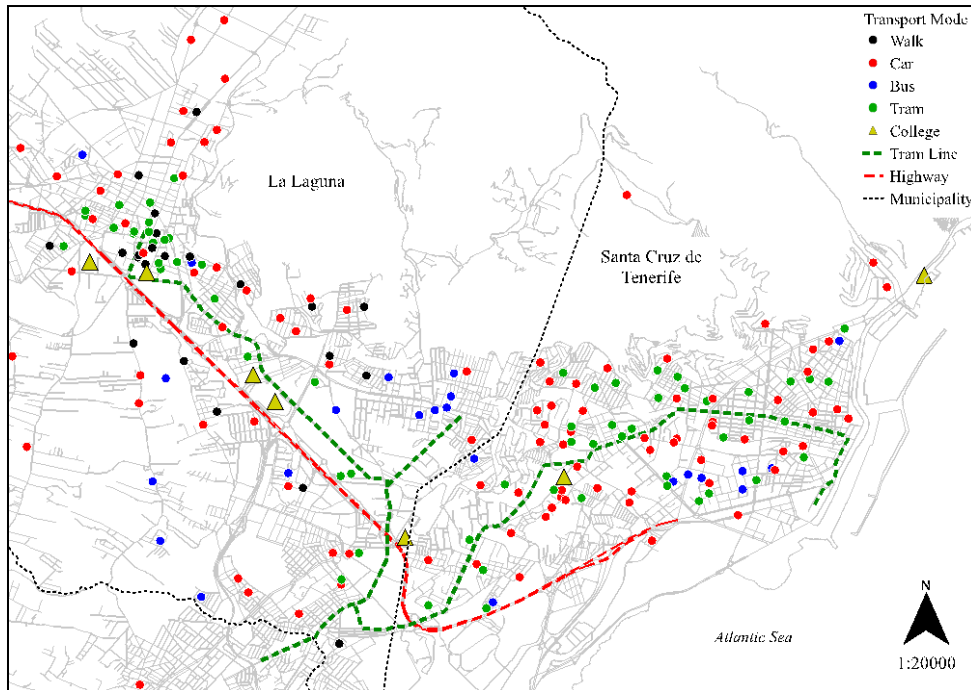 Transport Mode
Walk
Car
Bus
Tram
College
Tram Line
Highway
Municipality
La Laguna
Santa Cruz de
Tenerife
Atlantic Sea
N
1:20000